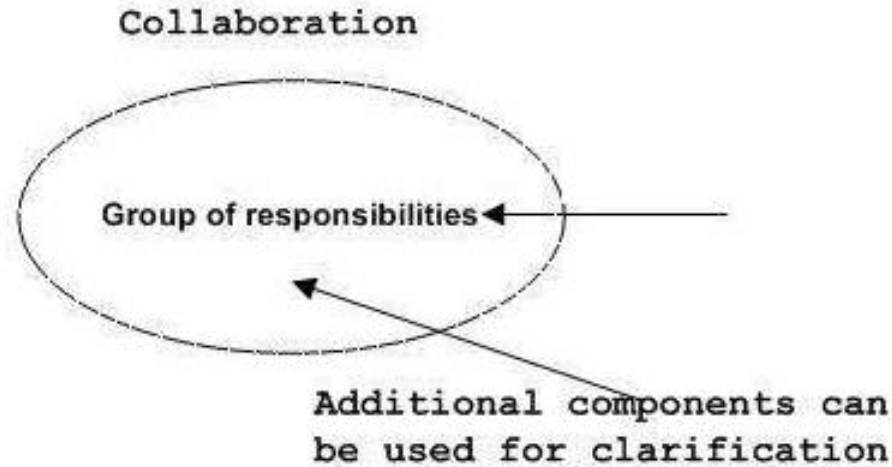 Collaboration
Group of responsibilities
Additional components can
be used for clarification